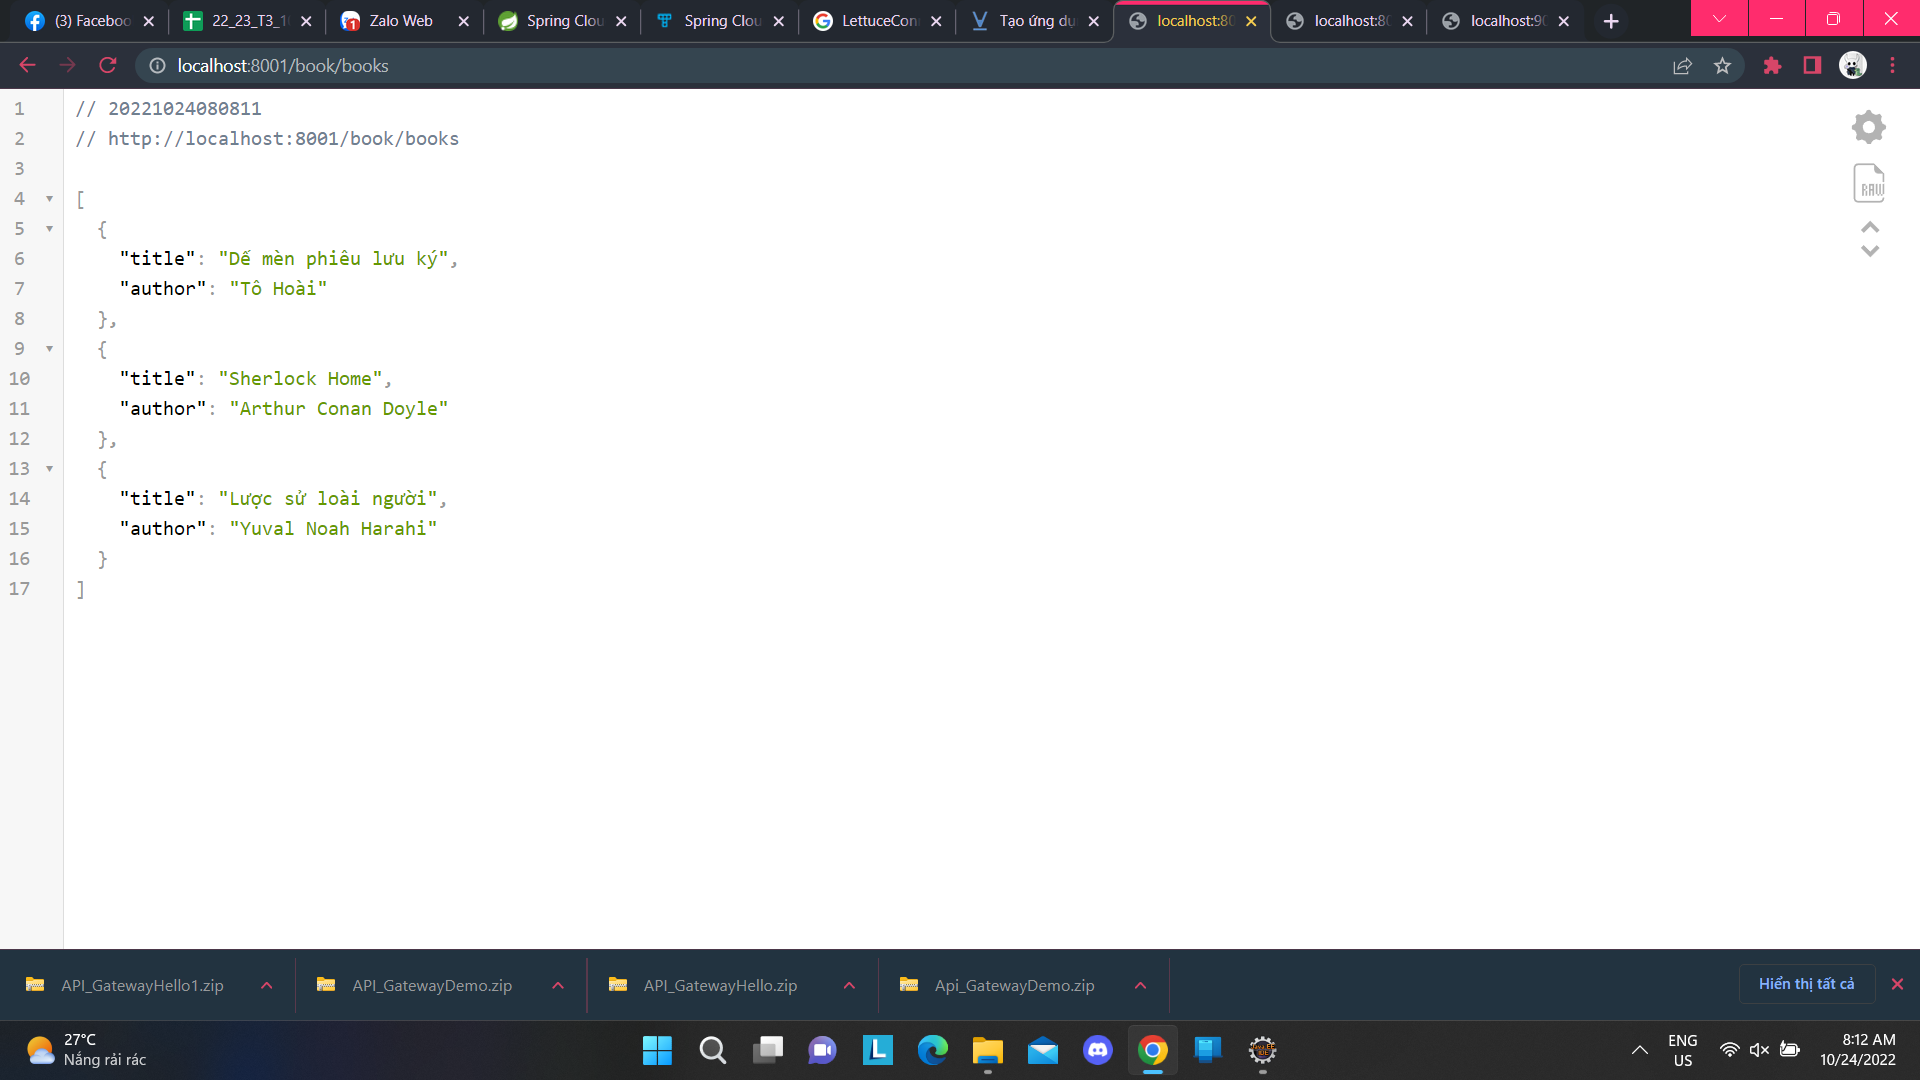 (3) Faceboo
22_23_T3_1
Zalo Web
Spring Clou
Spring Clou
LettuceCon
Tạo ứng dụ
localhost:80
localhost:80
localhost:90
localhost:8001/book/books
1 // 20221024080811
2 // http://localhost:8001/book/books
3
4 [
5 {
6 "title": "Dế mèn phiêu lưu ký",
7 "author": "Tô Hoài"
8 },
9 {
10 "title": "Sherlock Home",
11 "author": "Arthur Conan Doyle"
12 },
13 {
14 "title": "Lược sử loài người",
15 "author": "Yuval Noah Harahi"
16 }
17 ]
RAW
API_GatewayHello1.zip
API_GatewayDemo.zip
API_GatewayHello.zip
Api_GatewayDemo.zip
Hiển thị tất cả
27°C
Nắng rải rác
ENG
US
8:12 AM
10/24/2022